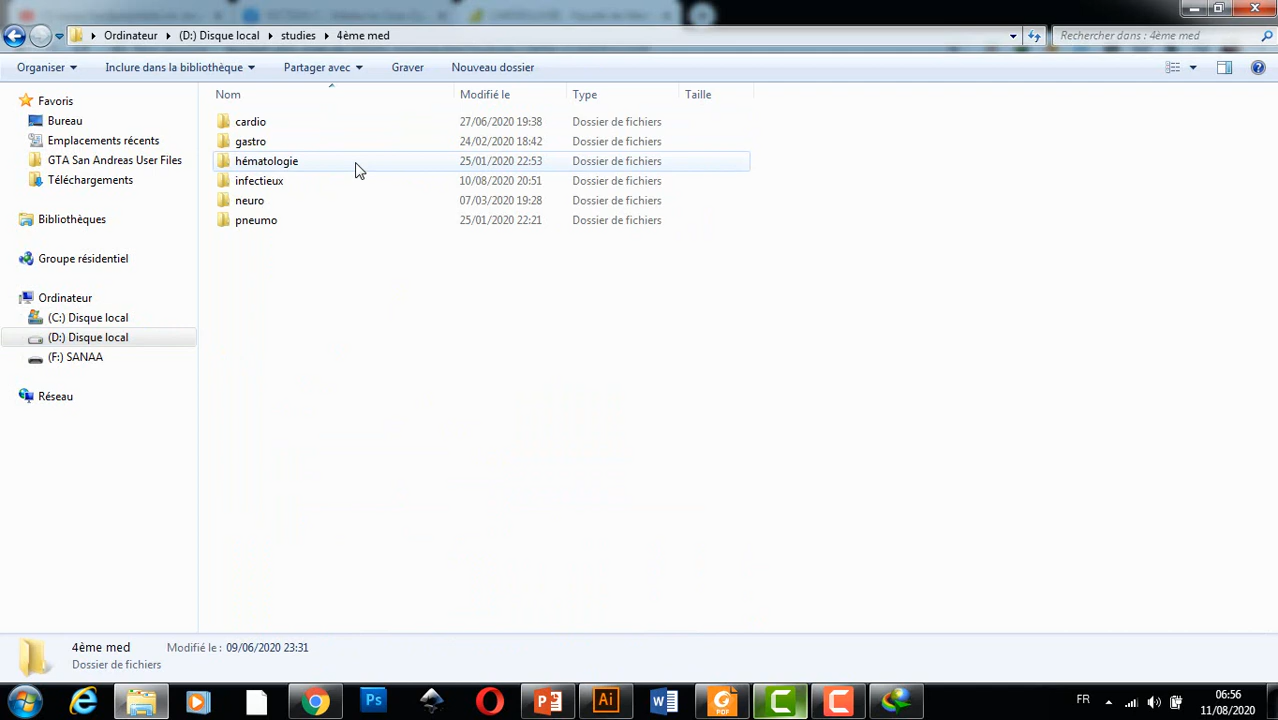 Ordinateur (D:) Disque local studies 4ème med
Rechercher dans : 4ème med
Organiser Inclure dans la bibliothèque Partager avec Graver Nouveau dossier
Nom Modifié le Type Taille
Favoris
Bureau
Emplacements récents
GTA San Andreas User Files
Téléchargements
Bibliothèques
Groupe résidentiel
Ordinateur
(C:) Disque local
(D:) Disque local
(F:) SANAA
Réseau
cardio 27/06/2020 19:38 Dossier de fichiers
gastro 24/02/2020 18:42 Dossier de fichiers
hématologie 25/01/2020 22:53 Dossier de fichiers
infectieux 10/08/2020 20:51 Dossier de fichiers
neuro 07/03/2020 19:28 Dossier de fichiers
pneumo 25/01/2020 22:21 Dossier de fichiers
4ème med Modifié le : 09/06/2020 23:31
Dossier de fichiers
Ps
Ai
PDF
FR
06:56
11/08/2020